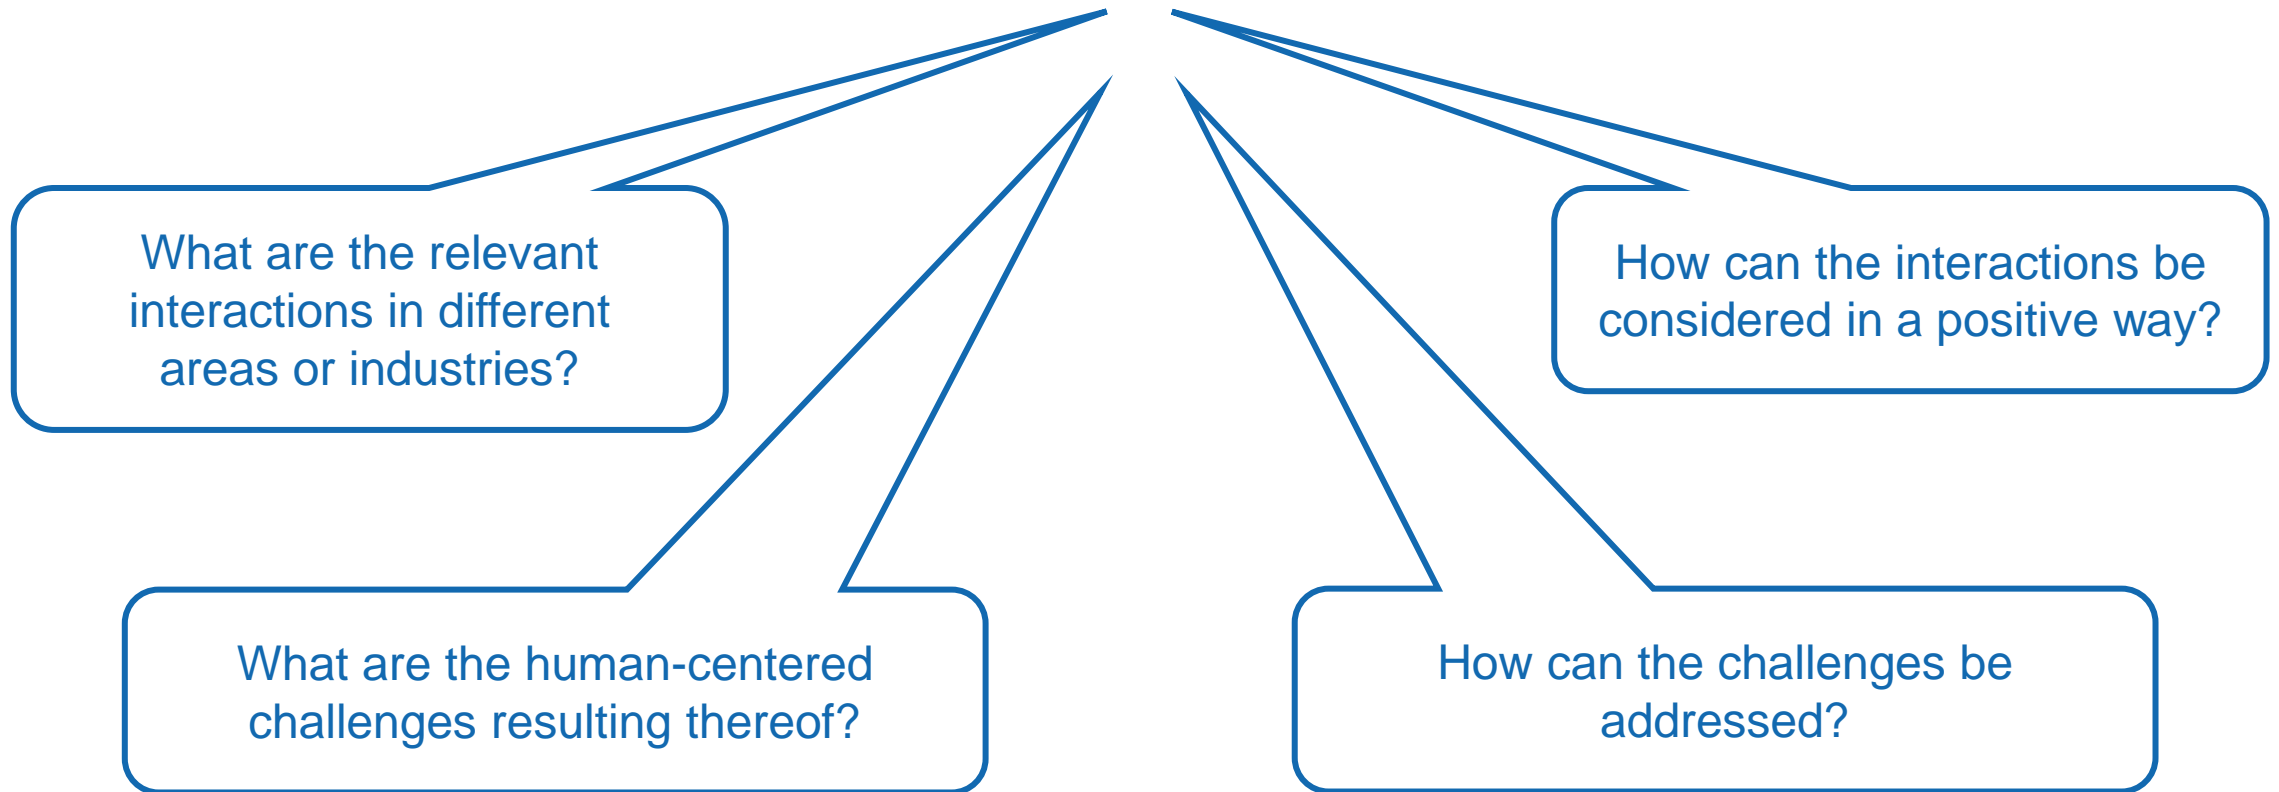 What are the relevant
interactions in different
areas or industries?
How can the interactions be
considered in a positive way?
What are the human-centered
challenges resulting thereof?
How can the challenges be
addressed?